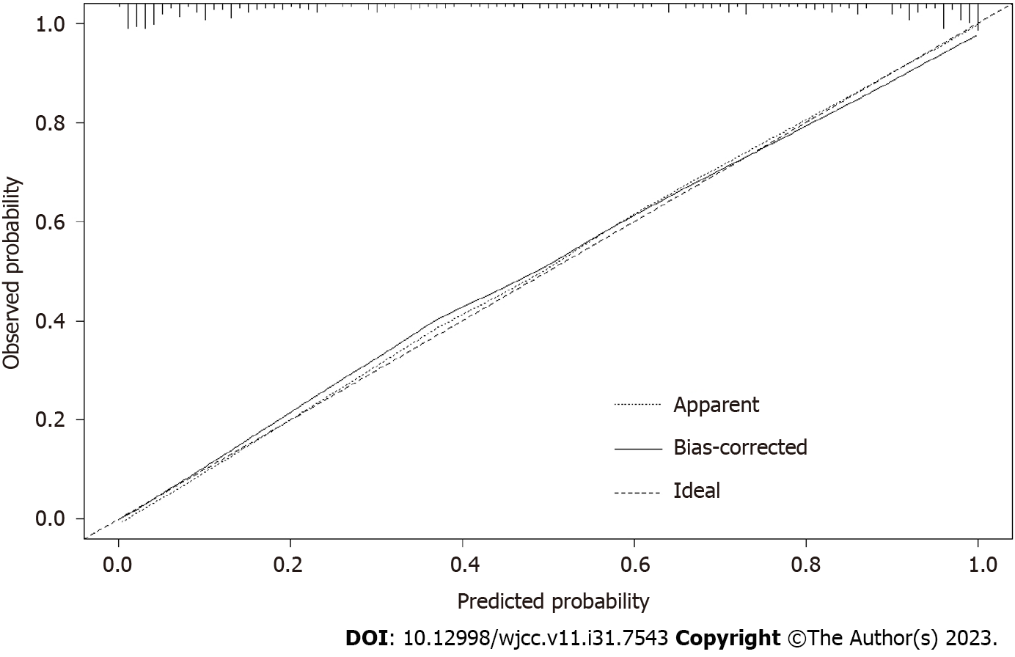 1.0
0.8
0.6
0.4
0.2
0.0
Observed probability
Apparent
Bias-corrected
Ideal
0.0 0.2 0.4 0.6 0.8 1.0
Predicted probability
DOI: 10.12998/wjcc.v11.i31.7543 Copyright ©The Author(s) 2023.